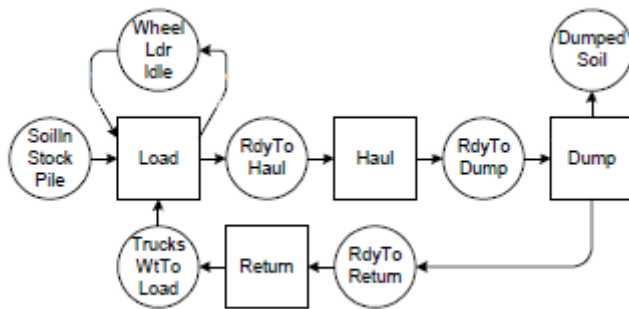 Wheel
Ldr
Idle
Dumped
Soil
SoilIn
Stock
Pile
Load
RdyTo
Haul
Haul
RdyTo
Dump
Dump
Trucks
WtTo
Load
Return
RdyTo
Return